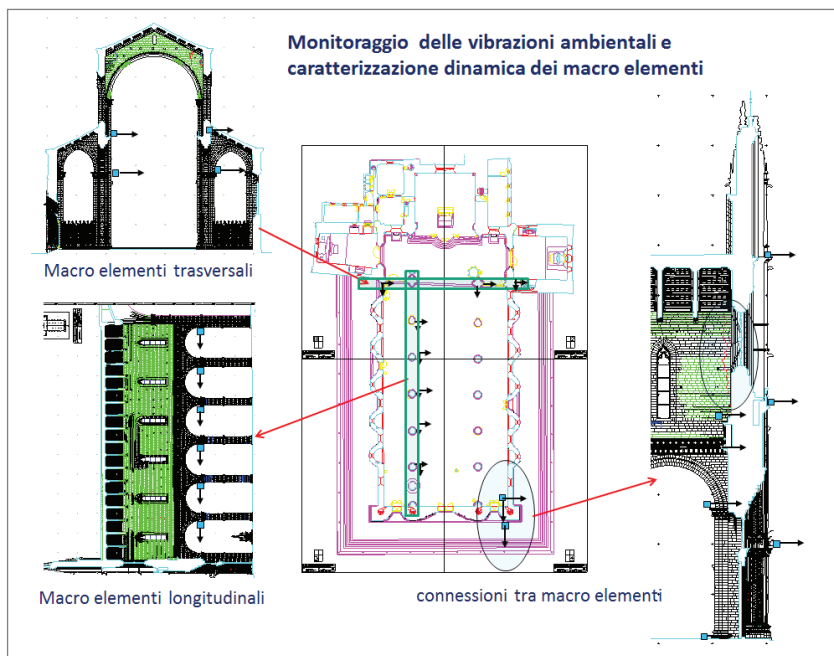 Monitoraggio delle vibrazioni ambientali e
caratterizzazione dinamica dei macro elementi
Macro elementi trasversali
Macro elementi longitudinali
connessioni tra macro elementi